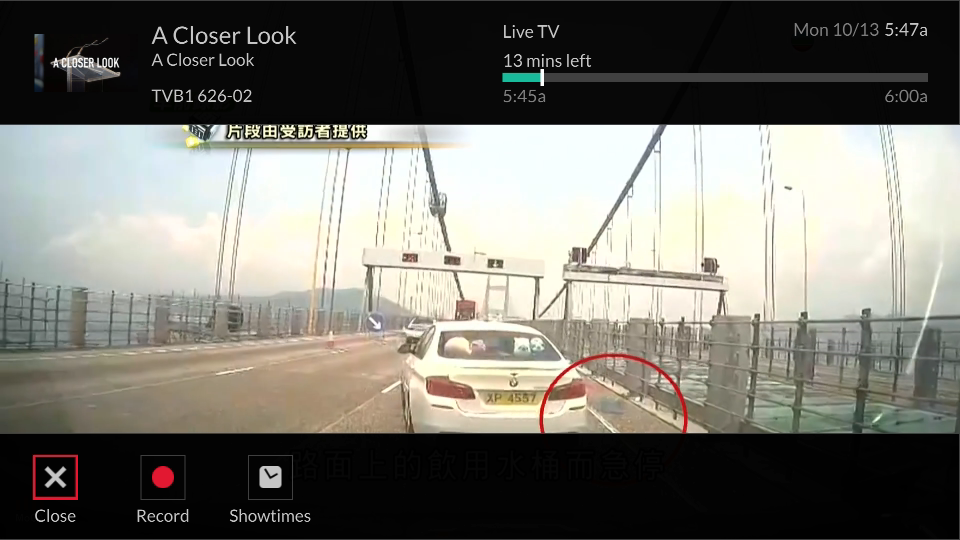 A CLOSER LOOK
A Closer Look
A Closer Look
TVB1 626-02
Live TV
13 mins left
5:45a
6:00a
Mon 10/13 5:47a
片段由受訪者提供
XP 4557
路面上的飲用水桶而急停
Close
Record
Showtimes